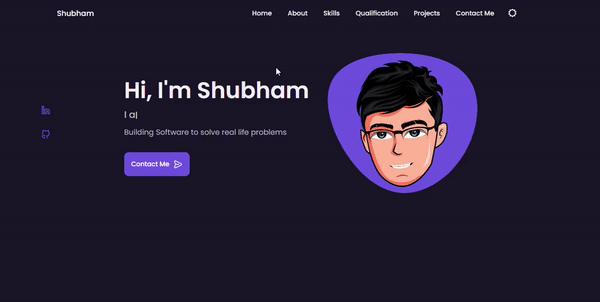 Shubham
Home About Skills Qualification Projects Contact Me
Hi, I'm Shubham
I a|
Building Software to solve real life problems
Contact Me